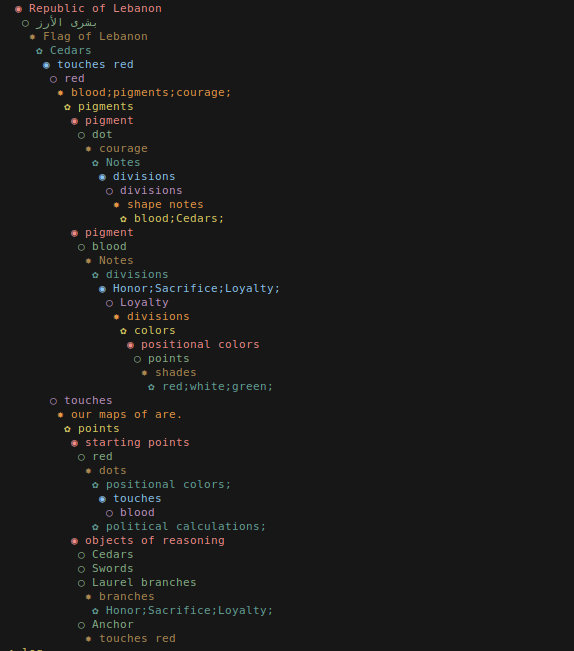 Republic of Lebanon
بشرى الأرز
Flag of Lebanon
Cedars
touches red
red
blood;pigments;courage;
pigments
pigment
dot
courage
Notes
divisions
divisions
shape notes
blood;Cedars;
pigment
blood
Notes
divisions
Honor;Sacrifice;Loyalty;
Loyalty
divisions
colors
positional colors
points
shades
red;white;green;
touches
our maps of are.
points
starting points
red
dots
positional colors;
touches
blood
political calculations;
objects of reasoning
Cedars
Swords
Laurel branches
branches
Honor;Sacrifice;Loyalty;
Anchor
touches red